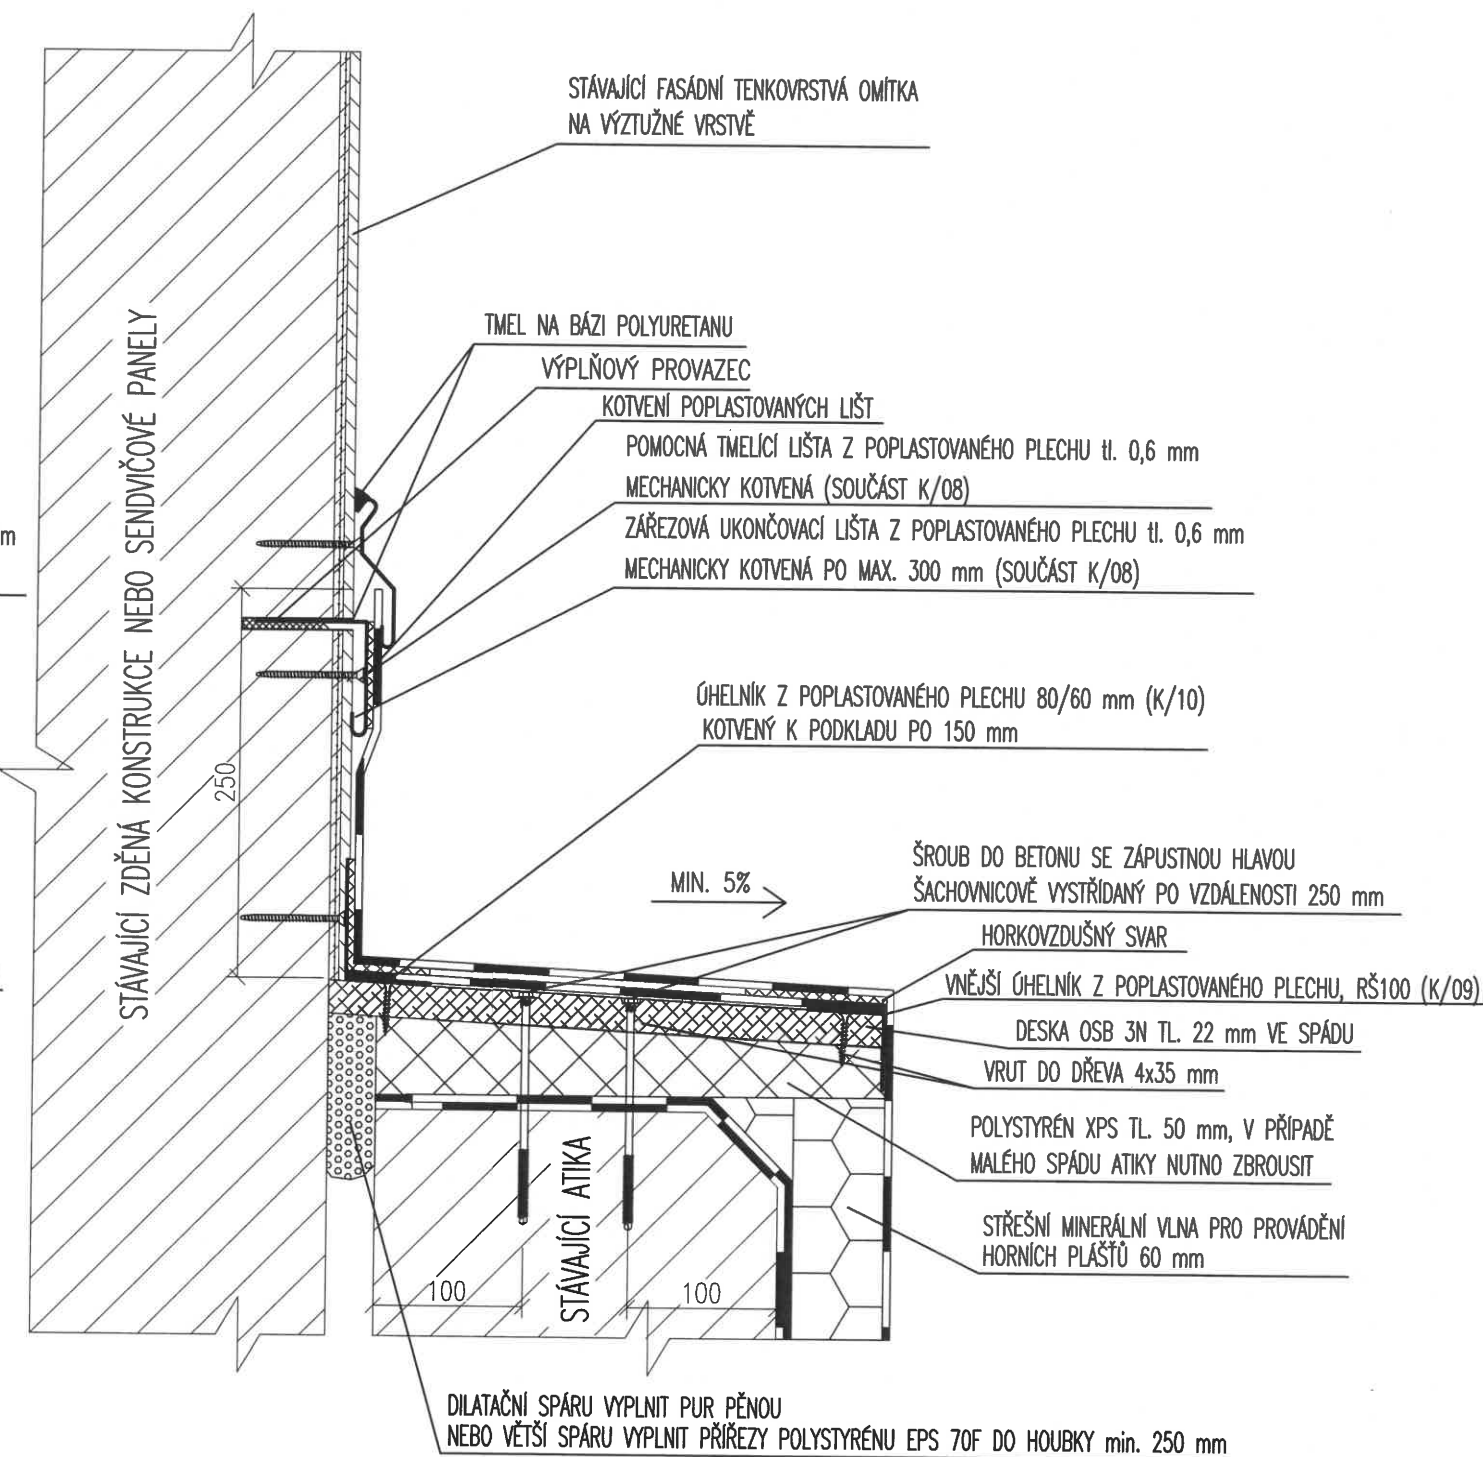 STÁVAJÍCÍ FASÁDNÍ TENKOVRSTVÁ OMÍTKA
NA VÝZTUŽNÉ VRSTVĚ
TMEL NA BÁZI POLYURETANU
VÝPLŇOVÝ PROVAZEC
KOTVENÍ POPLASTOVANÝCH LIŠT
POMOCNÁ TMELÍCÍ LIŠTA Z POPLASTOVANÉHO PLECHU tl. 0,6 mm
MECHANICKY KOTVENÁ (SOUČÁST K/08)
ZÁŘEZOVÁ UKONČOVACÍ LIŠTA Z POPLASTOVANÉHO PLECHU tl. 0,6 mm
MECHANICKY KOTVENÁ PO MAX. 300 mm (SOUČÁST K/08)
m
STÁVAJÍCÍ ZDĚNÁ KONSTRUKCE NEBO SENDVIČOVÉ PANELY
250
ÚHELNÍK Z POPLASTOVANÉHO PLECHU 80/60 mm (K/10)
KOTVENÝ K PODKLADU PO 150 mm
MIN. 5%
ŠROUB DO BETONU SE ZÁPUSTNOU HLAVOU
ŠACHOVNICOVĚ VYSTŘÍDANÝ PO VZDÁLENOSTI 250 mm
HORKOVZDUŠNÝ SVAR
VNĚJŠÍ ÚHELNÍK Z POPLASTOVANÉHO PLECHU, RŠ100 (K/09)
DESKA OSB 3N TL. 22 mm VE SPÁDU
VRUT DO DŘEVA 4x35 mm
POLYSTYRÉN XPS TL. 50 mm, V PŘÍPADĚ
MALÉHO SPÁDU ATIKY NUTNO ZBROUSIT
STŘEŠNÍ MINERÁLNÍ VLNA PRO PROVÁDĚNÍ
HORNÍCH PLÁŠŤŮ 60 mm
STÁVAJÍCÍ ATIKA
100
100
DILATAČNÍ SPÁRU VYPLNIT PUR PĚNOU
NEBO VĚTŠÍ SPÁRU VYPLNIT PŘÍŘEZY POLYSTYRÉNU EPS 70F DO HOUBKY min. 250 mm